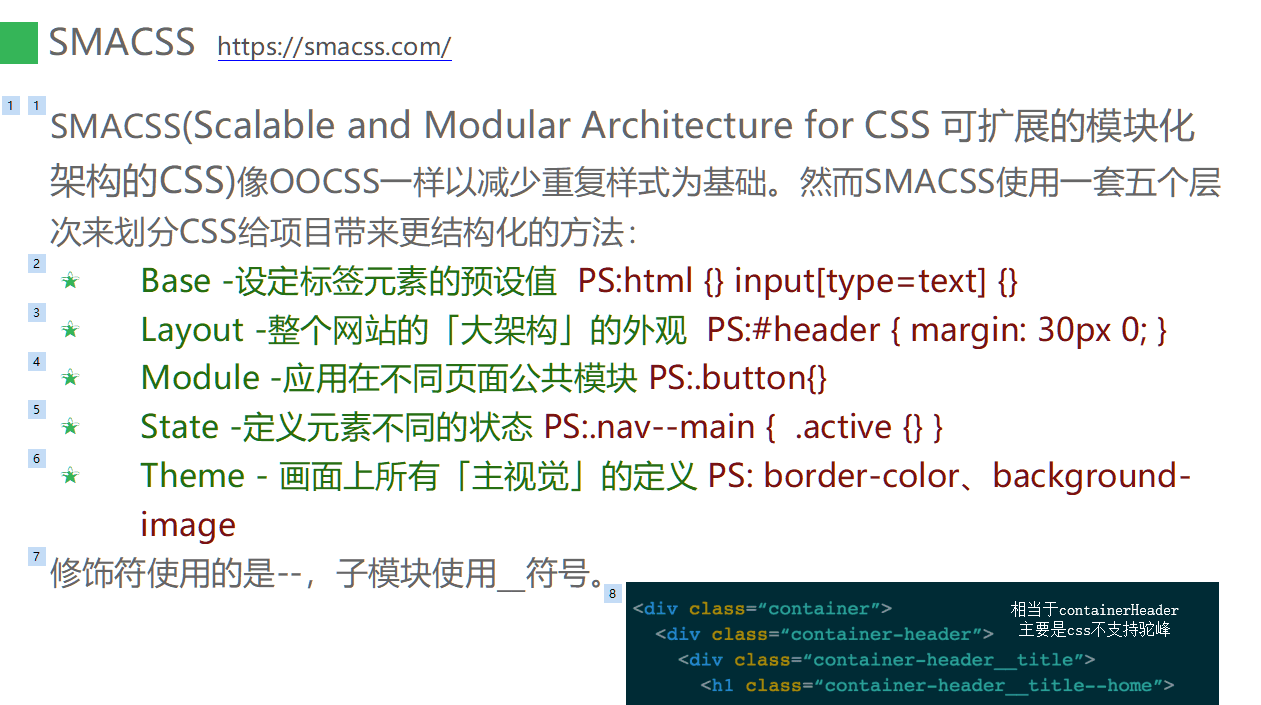 SMACSS https://smacss.com/
1 1
SMACSS(Scalable and Modular Architecture for CSS 可扩展的模块化
架构的CSS)像OOCSS一样以减少重复样式为基础。然而SMACSS使用一套五个层
次来划分CSS给项目带来更结构化的方法：
2
Base -设定标签元素的预设值 PS:html {} input[type=text] {}
3
Layout -整个网站的「大架构」的外观 PS:#header { margin: 30px 0; }
4
Module -应用在不同页面公共模块 PS:.button{}
5
State -定义元素不同的状态 PS:.nav--main { .active {} }
6
Theme - 画面上所有「主视觉」的定义 PS: border-color、background-
image
7
修饰符使用的是--，子模块使用__符号。
8
<div class=“container”>
<div class=“container-header”>
<div class=“container-header__title”>
<h1 class=“container-header__title--home”>
相当于containerHeader
主要是css不支持驼峰